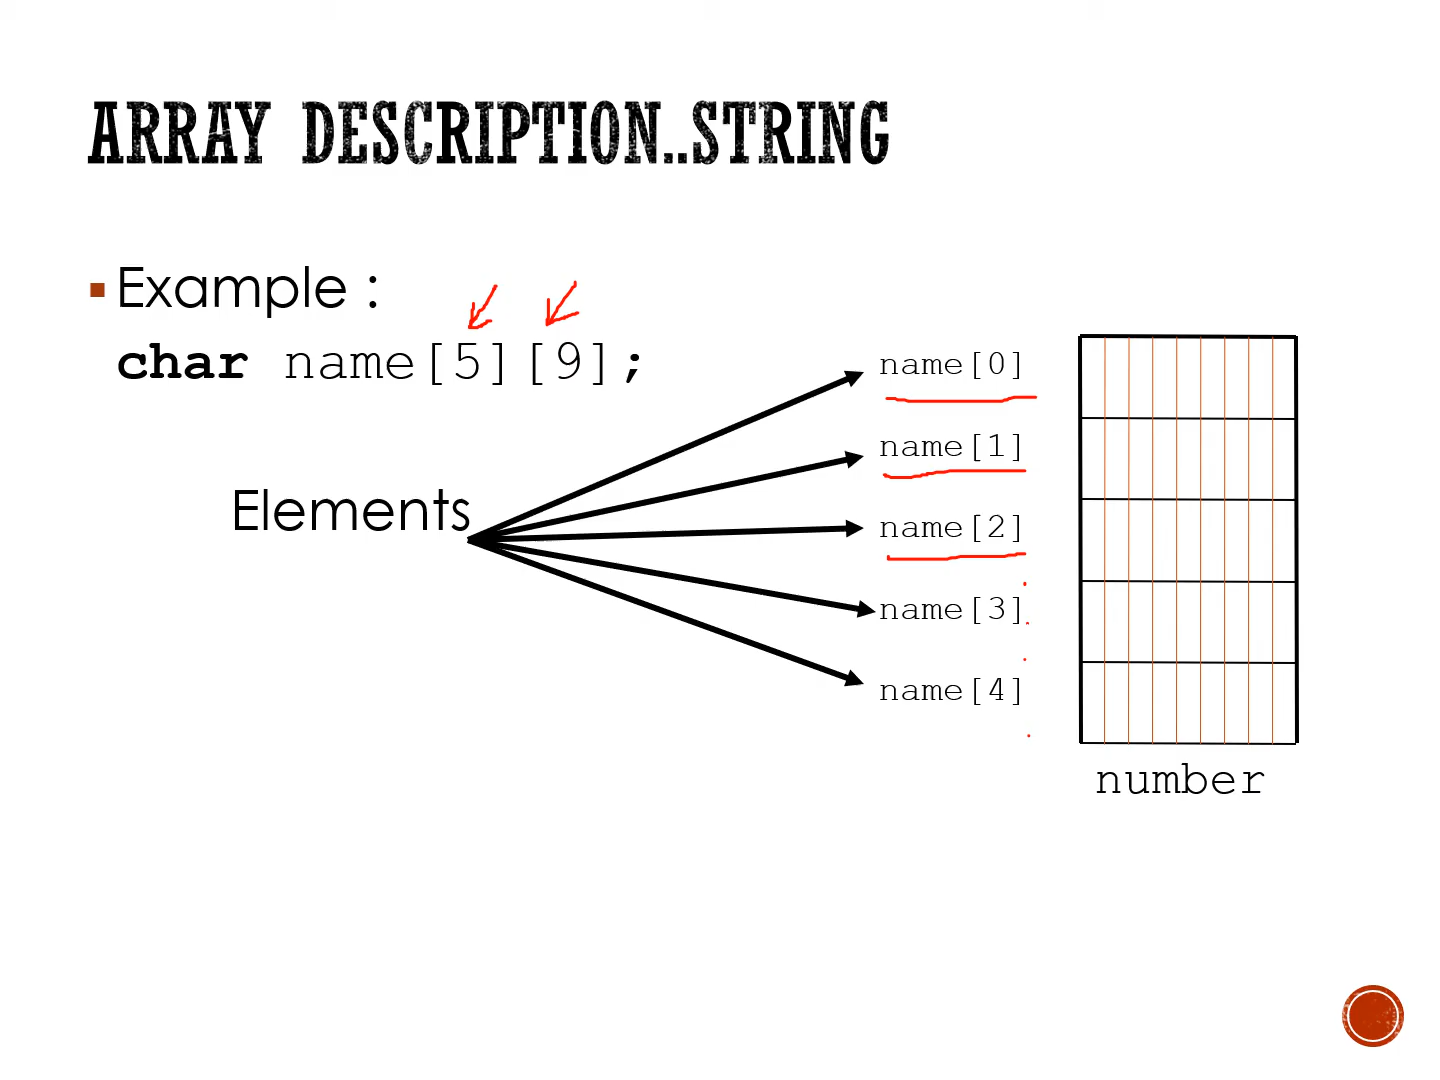 ARRAY DESCRIPTION..STRING
Example :
char name[5][9];
Elements
name[0]
name[1]
name[2]
name[3]
name[4]
number